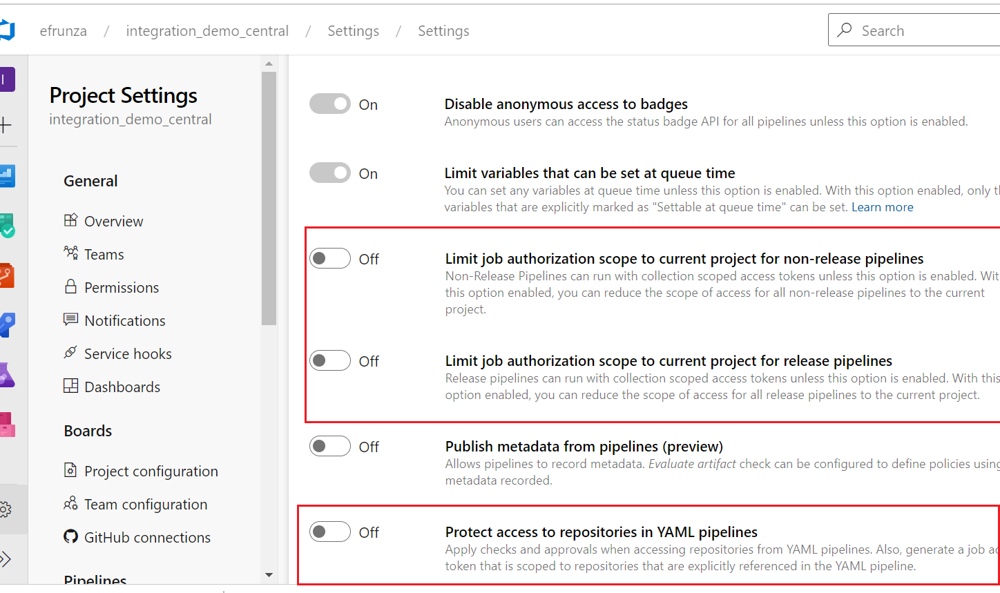 efrunza / integration_demo_central / Settings / Settings
Search
I
Project Settings
integration_demo_central
General
Overview
Teams
Permissions
Notifications
Service hooks
Dashboards
Boards
Project configuration
Team configuration
GitHub connections
Pipelines
On
Disable anonymous access to badges
Anonymous users can access the status badge API for all pipelines unless this option is enabled.
On
Limit variables that can be set at queue time
You can set any variables at queue time unless this option is enabled. With this option enabled, only th
variables that are explicitly marked as "Settable at queue time" can be set. Learn more
Off
Limit job authorization scope to current project for non-release pipelines
Non-Release Pipelines can run with collection scoped access tokens unless this option is enabled. Wit
this option enabled, you can reduce the scope of access for all non-release pipelines to the current
project.
Off
Limit job authorization scope to current project for release pipelines
Release pipelines can run with collection scoped access tokens unless this option is enabled. With this
option enabled, you can reduce the scope of access for all release pipelines to the current project.
Off
Publish metadata from pipelines (preview)
Allows pipelines to record metadata. Evaluate artifact check can be configured to define policies using
metadata recorded.
Off
Protect access to repositories in YAML pipelines
Apply checks and approvals when accessing repositories from YAML pipelines. Also, generate a job ac
token that is scoped to repositories that are explicitly referenced in the YAML pipeline.